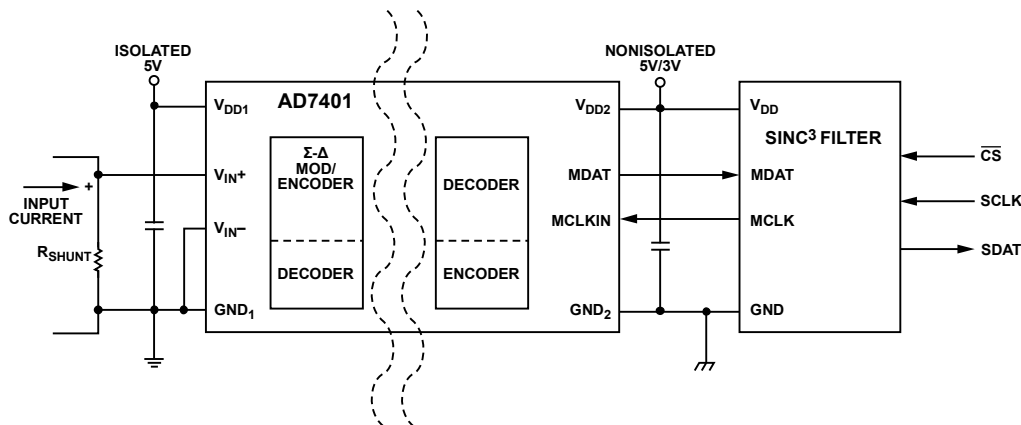 ISOLATED
5V
NONISOLATED
5V/3V
AD7401
VDD1
VDD2
VDD
SINC³ FILTER
Σ-Δ
MOD/
ENCODER
DECODER
VIN+
VIN−
INPUT
CURRENT
+
RSHUNT
DECODER
ENCODER
MDAT
MCLKIN
MDAT
MCLK
CS
SCLK
SDAT
GND1
GND2
GND